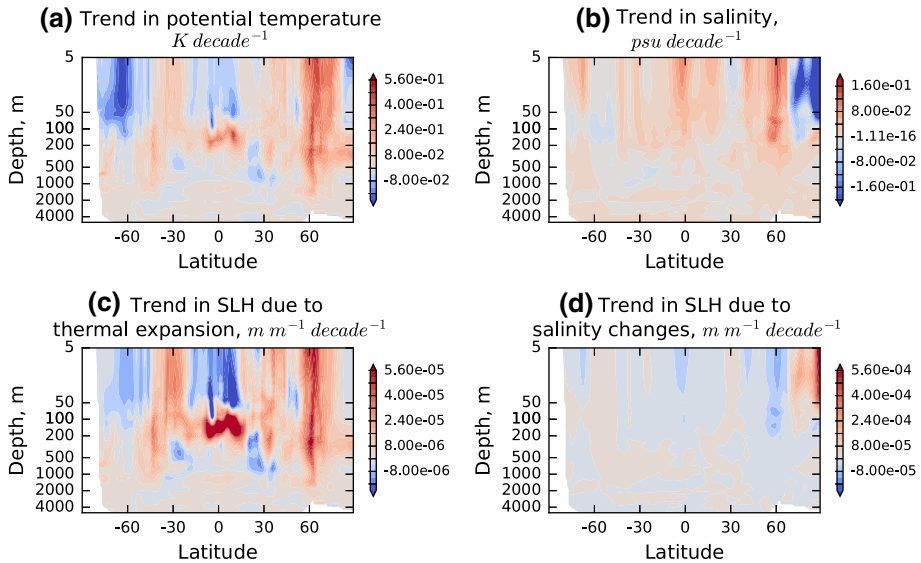 (a) Trend in potential temperature
K decade⁻¹
(b) Trend in salinity,
psu decade⁻¹
5
50
100
200
500
1000
2000
4000
Depth, m
-60 -30 0 30 60
Latitude
5.60e-01
4.00e-01
2.40e-01
8.00e-02
-8.00e-02
5
50
100
200
500
1000
2000
4000
Depth, m
-60 -30 0 30 60
Latitude
1.60e-01
8.00e-02
-1.11e-16
-8.00e-02
-1.60e-01
(c) Trend in SLH due to
thermal expansion, m m⁻¹ decade⁻¹
(d) Trend in SLH due to
salinity changes, m m⁻¹ decade⁻¹
5
50
100
200
500
1000
2000
4000
Depth, m
-60 -30 0 30 60
Latitude
5.60e-05
4.00e-05
2.40e-05
8.00e-06
-8.00e-06
5
50
100
200
500
1000
2000
4000
Depth, m
-60 -30 0 30 60
Latitude
5.60e-04
4.00e-04
2.40e-04
8.00e-05
-8.00e-05